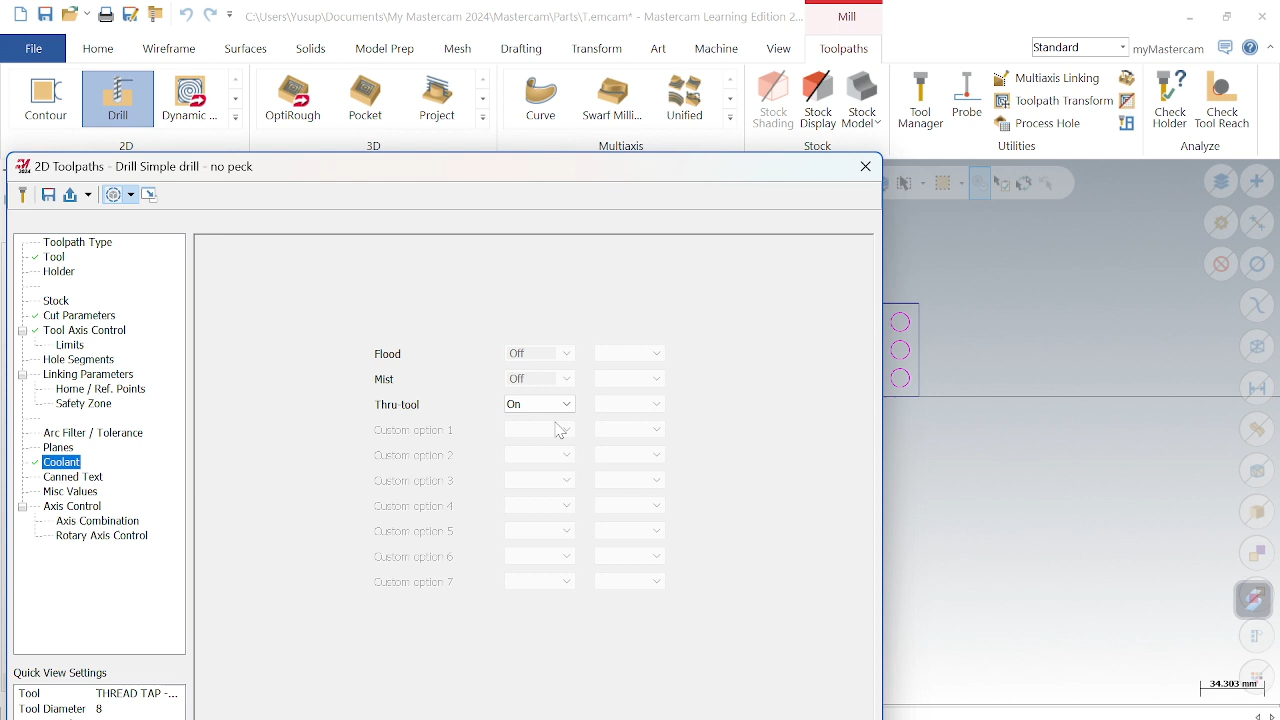 C:\Users\Yusup\Documents\My Mastercam 2024\Mastercam\Parts\T.emcam* - Mastercam Learning Edition 2...
Mill
File
Home
Wireframe
Surfaces
Solids
Model Prep
Mesh
Drafting
Transform
Art
Machine
View
Toolpaths
Standard
myMastercam
Contour
Drill
Dynamic ...
OptiRough
Pocket
Project
Curve
Swarf Milli...
Unified
Stock Shading
Stock Display
Stock Model
Tool Manager
Probe
Multiaxis Linking
Toolpath Transform
Process Hole
Check Holder
Check Tool Reach
2D
3D
Multiaxis
Stock
Utilities
Analyze
2D Toolpaths - Drill Simple drill - no peck
Toolpath Type
Tool
Holder
Stock
Cut Parameters
Tool Axis Control
Limits
Hole Segments
Linking Parameters
Home / Ref. Points
Safety Zone
Arc Filter / Tolerance
Planes
Coolant
Canned Text
Misc Values
Axis Control
Axis Combination
Rotary Axis Control
Flood Off
Mist Off
Thru-tool On
Custom option 1
Custom option 2
Custom option 3
Custom option 4
Custom option 5
Custom option 6
Custom option 7
Quick View Settings
Tool THREAD TAP -...
Tool Diameter 8
34.303 mm